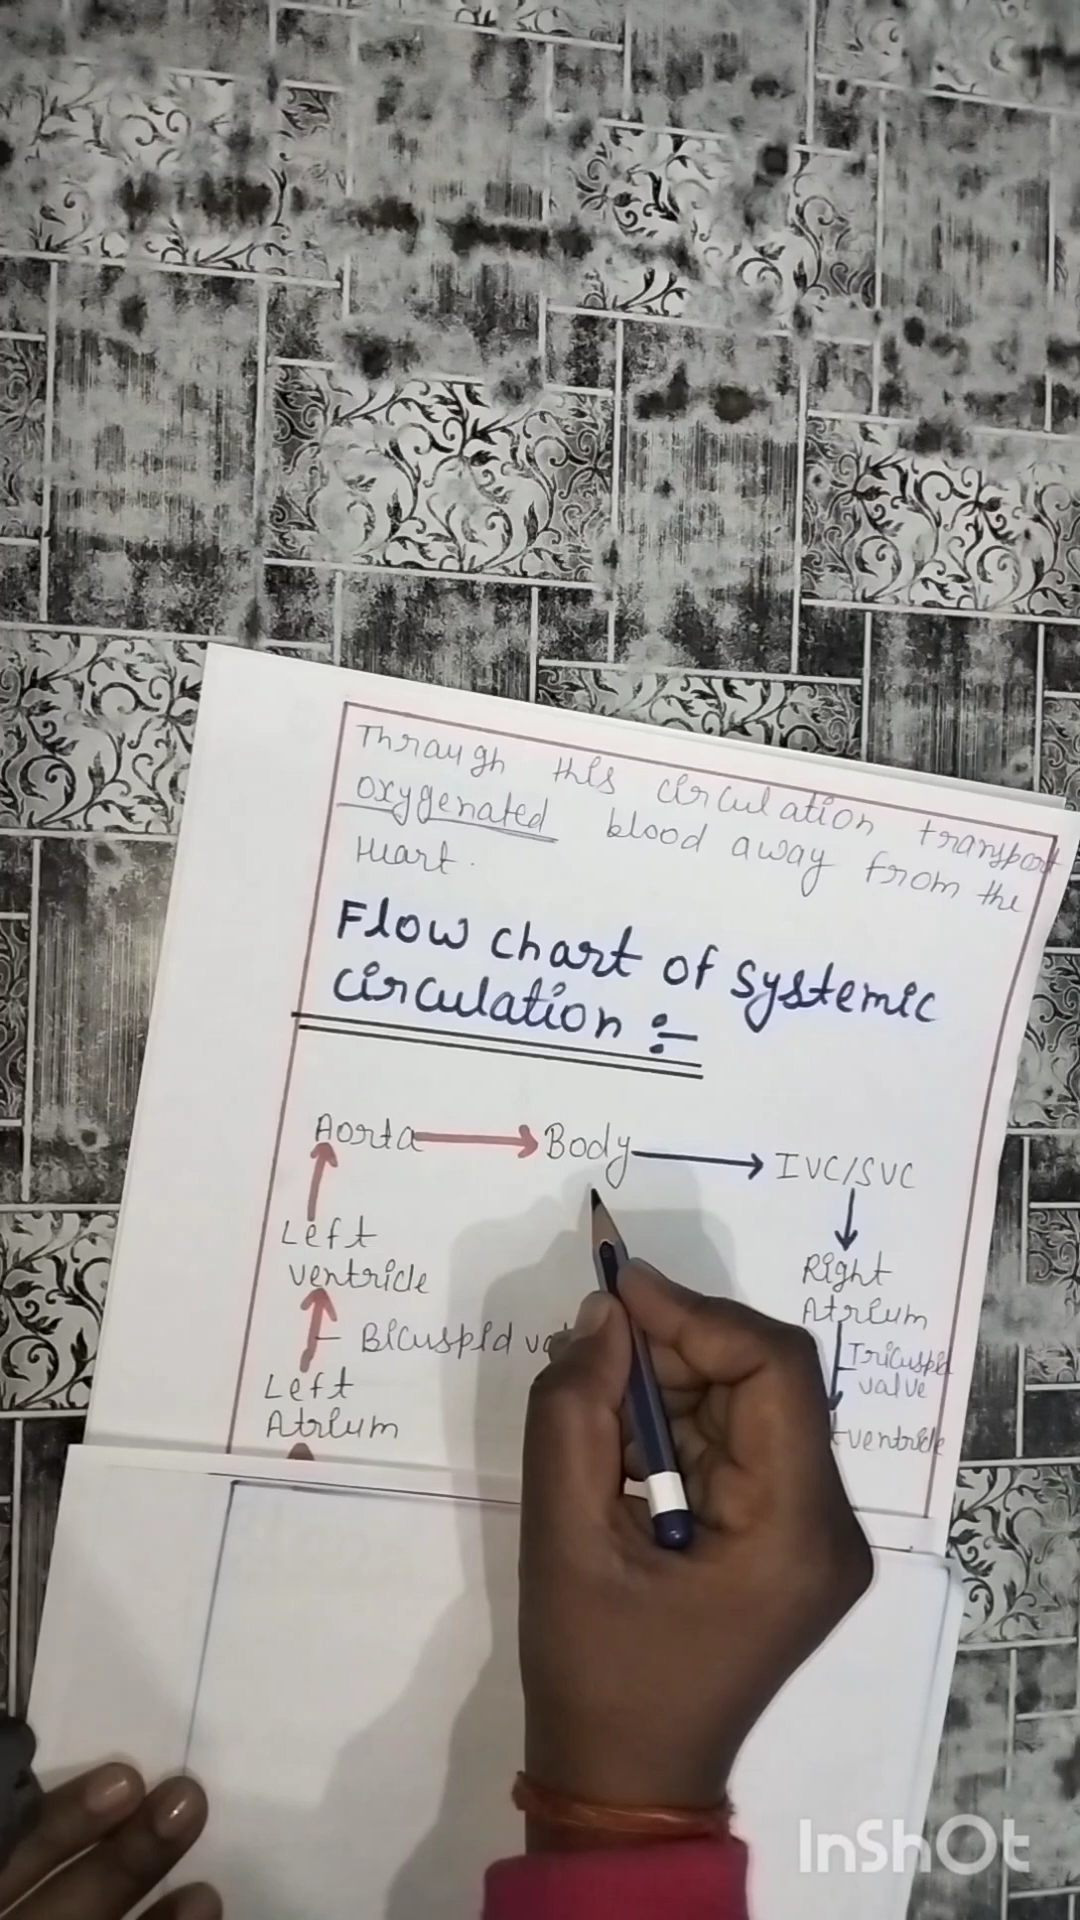 Through this circulation transport
oxygenated blood away from the
Heart.
Flow chart of systemic
circulation :-
Aorta Body IVC/SVC
Left
ventricle
Right
Atrium
Bicuspid
Tricuspid
valve
Left
Atrium
ventricle
InShOt